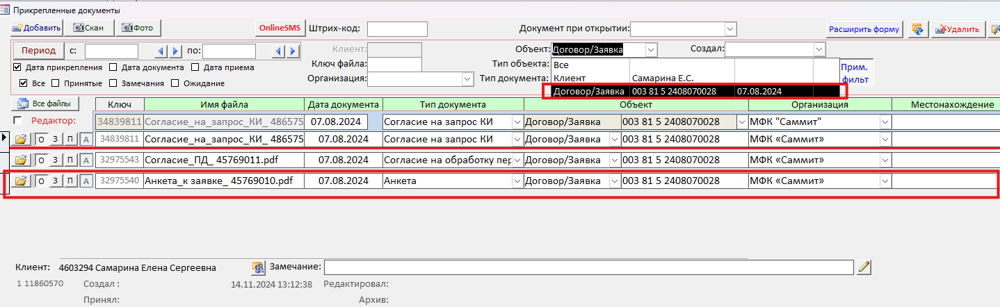 Прикрепленные документы
Добавить Скан Фото OnlineSMS Штрих-код: Документ при открытии: Расширить форму Удалить
Период с: по: Клиент: Объект: Договор/Заявка Создал:
Ключ файла: Тип объекта: Все Прим.
Дата прикрепления Дата документа Дата приема
Организация: Тип документа: Клиент Самарина Е.С. фильт
Все Принятые Замечания Ожидание
Договор/Заявка 003 81 5 2408070028 07.08.2024
Все файлы Ключ Имя файла Дата документа Тип документа Объект Организация Местонахождение
Редактор: 34839811 Согласие_на_запрос_КИ_ 486575 07.08.2024 Согласие на запрос КИ Договор/Заявка 003 81 5 2408070028 МФК "Саммит"
О З П А 34839811 Согласие_на_запрос_КИ_ 486575 07.08.2024 Согласие на запрос КИ Договор/Заявка 003 81 5 2408070028 МФК «Саммит»
О З П А 32975543 Согласие_ПД_ 45769011.pdf 07.08.2024 Согласие на обработку пер Договор/Заявка 003 81 5 2408070028 МФК «Саммит»
О З П А 32975540 Анкета_к заявке_ 45769010.pdf 07.08.2024 Анкета Договор/Заявка 003 81 5 2408070028 МФК «Саммит»
Клиент: 4603294 Самарина Елена Сергеевна Замечание:
1 11860570 Создал : 14.11.2024 13:12:38 Редактировал:
Принял: Архив: